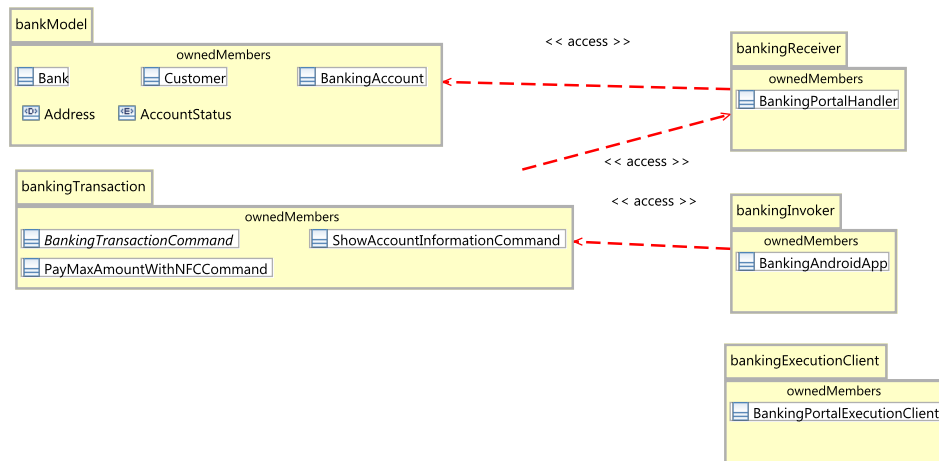 bankModel
ownedMembers
Bank
Customer
BankingAccount
<D> Address
<E> AccountStatus
<< access >>
bankingReceiver
ownedMembers
BankingPortalHandler
<< access >>
bankingTransaction
ownedMembers
BankingTransactionCommand
ShowAccountInformationCommand
PayMaxAmountWithNFCCommand
<< access >>
bankingInvoker
ownedMembers
BankingAndroidApp
bankingExecutionClient
ownedMembers
BankingPortalExecutionClient